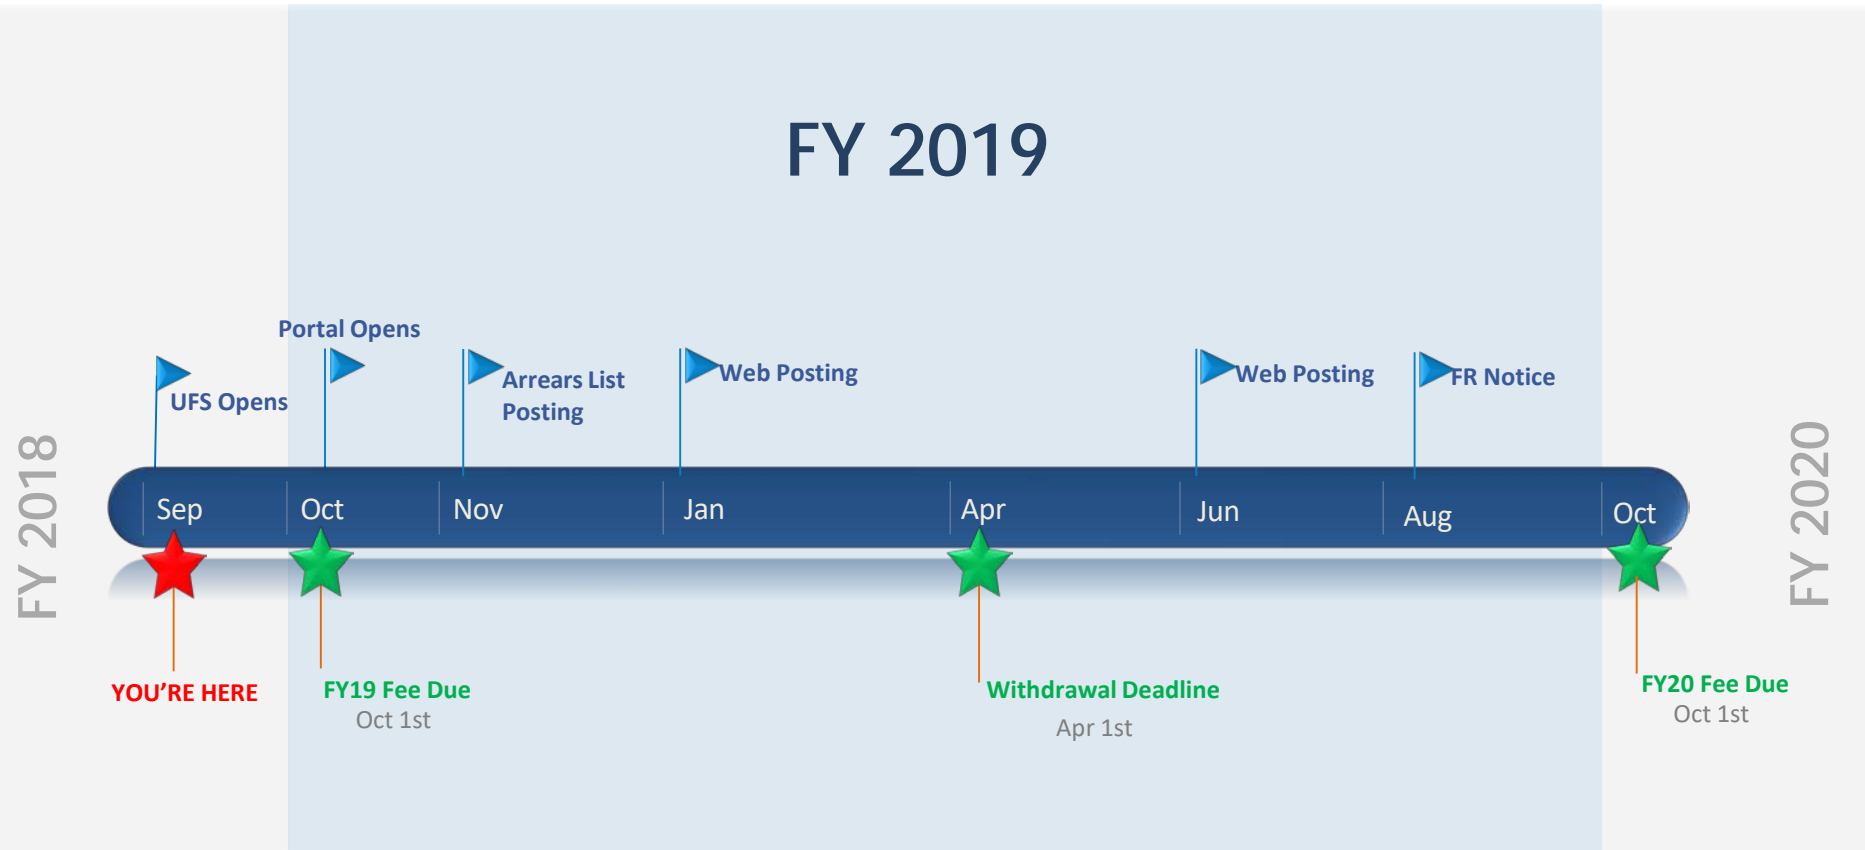 FY 2019
Portal Opens
UFS Opens
Arrears List
Posting
Web Posting
Web Posting
FR Notice
FY 2018
Sep
Oct
Nov
Jan
Apr
Jun
Aug
Oct
FY 2020
YOU’RE HERE
FY19 Fee Due
Oct 1st
Withdrawal Deadline
Apr 1st
FY20 Fee Due
Oct 1st